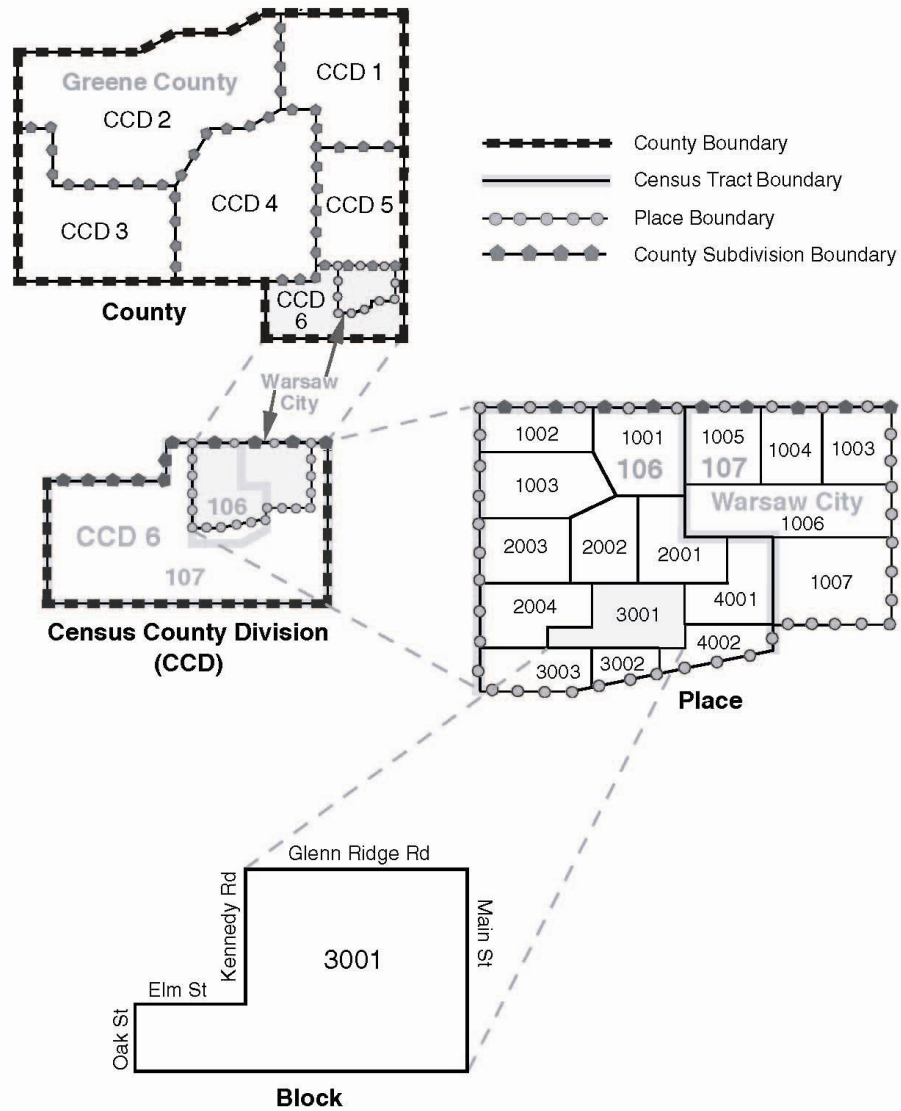 Greene County
CCD 1
CCD 2
CCD 3
CCD 4
CCD 5
CCD
6
County
County Boundary
Census Tract Boundary
Place Boundary
County Subdivision Boundary
Warsaw
City
106
CCD 6
107
Census County Division
(CCD)
1002
1001
1005
1004
1003
106
107
1003
Warsaw City
1006
2003
2002
2001
1007
2004
3001
4001
4002
3003
3002
Place
Glenn Ridge Rd
Kennedy Rd
Main St
3001
Elm St
Oak St
Block